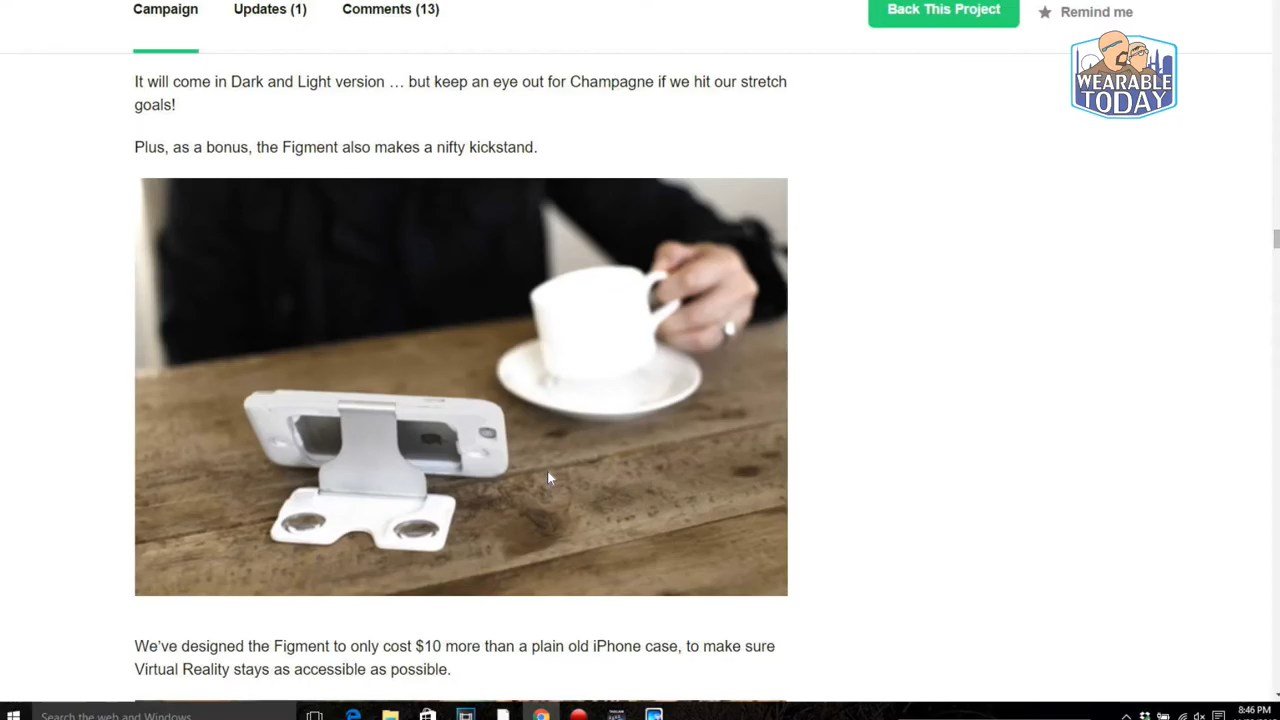 Campaign Updates (1) Comments (13) Back This Project Remind me
WEARABLE
TODAY
It will come in Dark and Light version … but keep an eye out for Champagne if we hit our stretch
goals!
Plus, as a bonus, the Figment also makes a nifty kickstand.
We've designed the Figment to only cost $10 more than a plain old iPhone case, to make sure
Virtual Reality stays as accessible as possible.
Search the web and Windows
8:46 PM